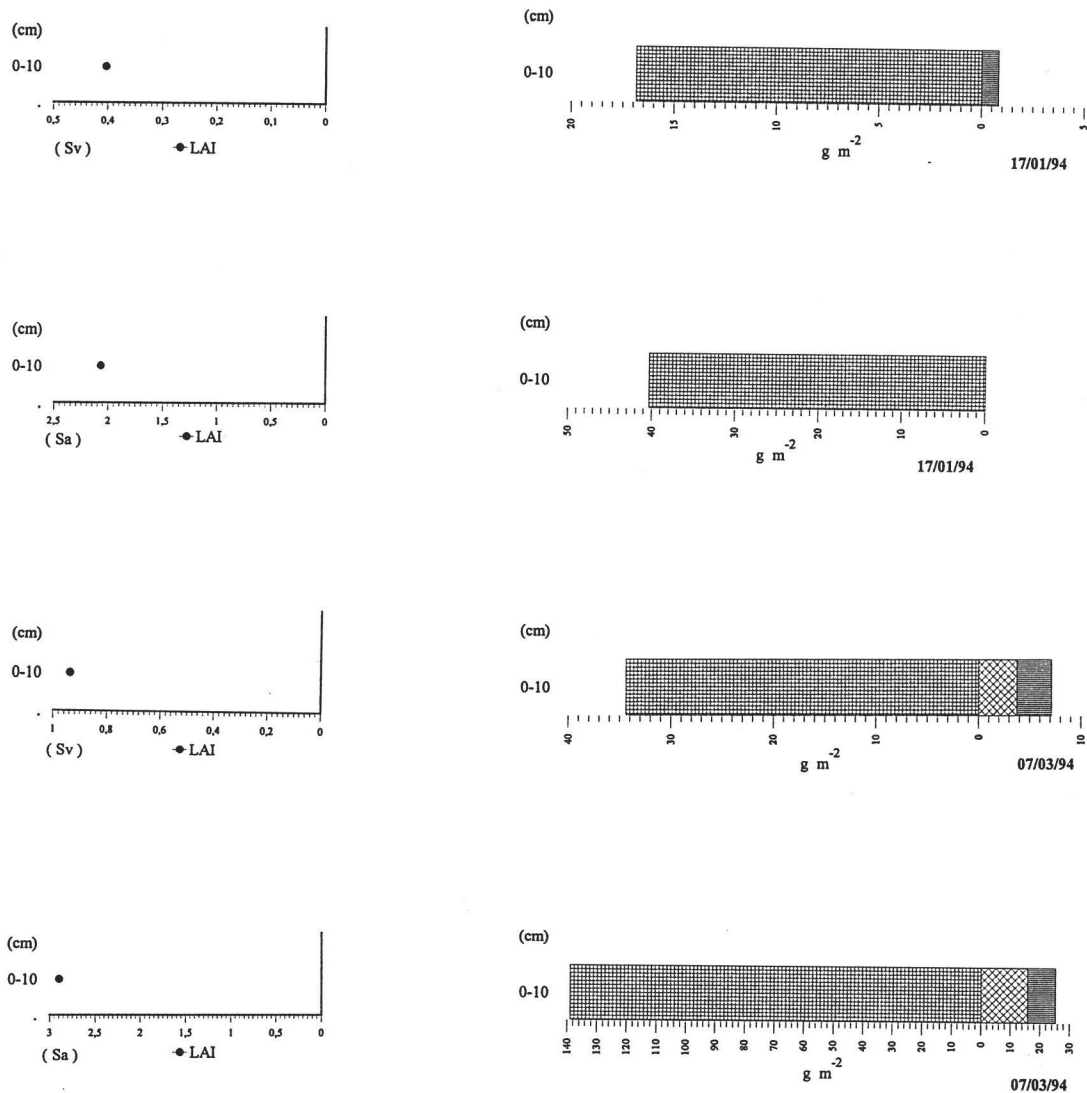 (cm)
0-10
0,5 0,4 0,3 0,2 0,1 0
( Sv ) LAI
(cm)
0-10
20 15 10 5 0 5
g m-2
17/01/94
(cm)
0-10
2,5 2 1,5 1 0,5 0
( Sa ) LAI
(cm)
0-10
50 40 30 20 10 0
g m-2
17/01/94
(cm)
0-10
1 0,8 0,6 0,4 0,2 0
( Sv ) LAI
(cm)
0-10
40 30 20 10 0 10
g m-2
07/03/94
(cm)
0-10
3 2,5 2 1,5 1 0,5 0
( Sa ) LAI
(cm)
0-10
140 130 120 110 100 90 80 70 60 50 40 30 20 10 0 10 20 30
g m-2
07/03/94